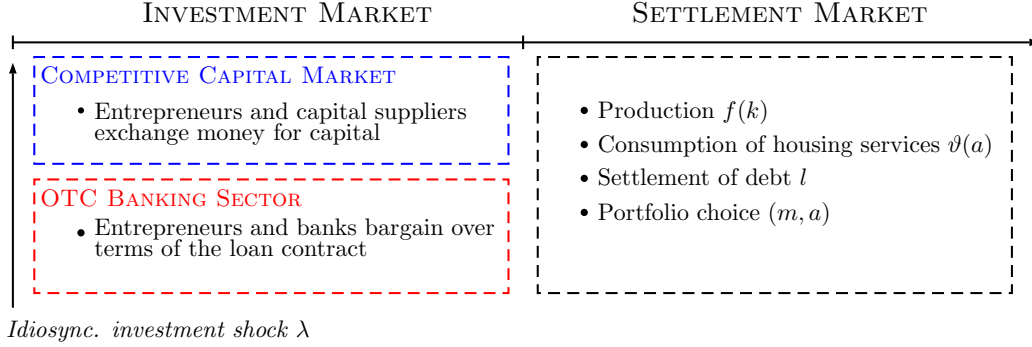 INVESTMENT MARKET
SETTLEMENT MARKET
COMPETITIVE CAPITAL MARKET
• Entrepreneurs and capital suppliers
exchange money for capital
OTC BANKING SECTOR
• Entrepreneurs and banks bargain over
terms of the loan contract
• Production f(k)
• Consumption of housing services ϑ(a)
• Settlement of debt l
• Portfolio choice (m, a)
Idiosync. investment shock λ